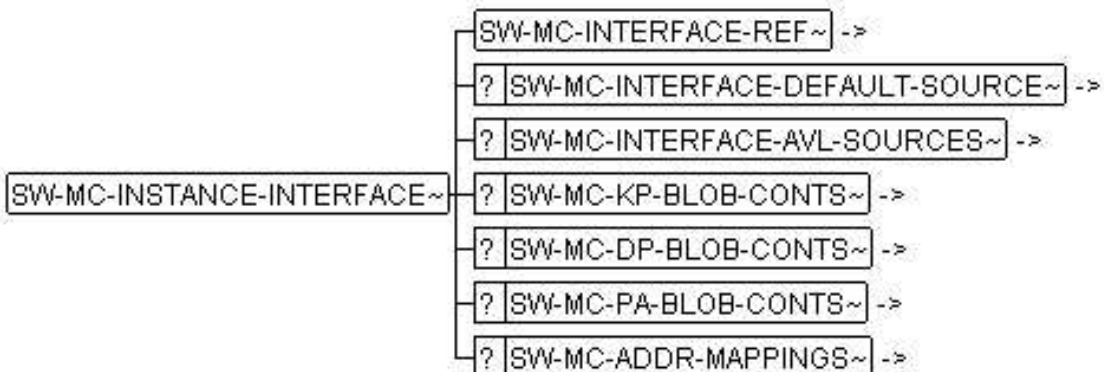 SW-MC-INTERFACE-REF~ ->
? SW-MC-INTERFACE-DEFAULT-SOURCE~ ->
? SW-MC-INTERFACE-AVL-SOURCES~ ->
SW-MC-INSTANCE-INTERFACE~ ? SW-MC-KP-BLOB-CONTS~ ->
? SW-MC-DP-BLOB-CONTS~ ->
? SW-MC-PA-BLOB-CONTS~ ->
? SW-MC-ADDR-MAPPINGS~ ->